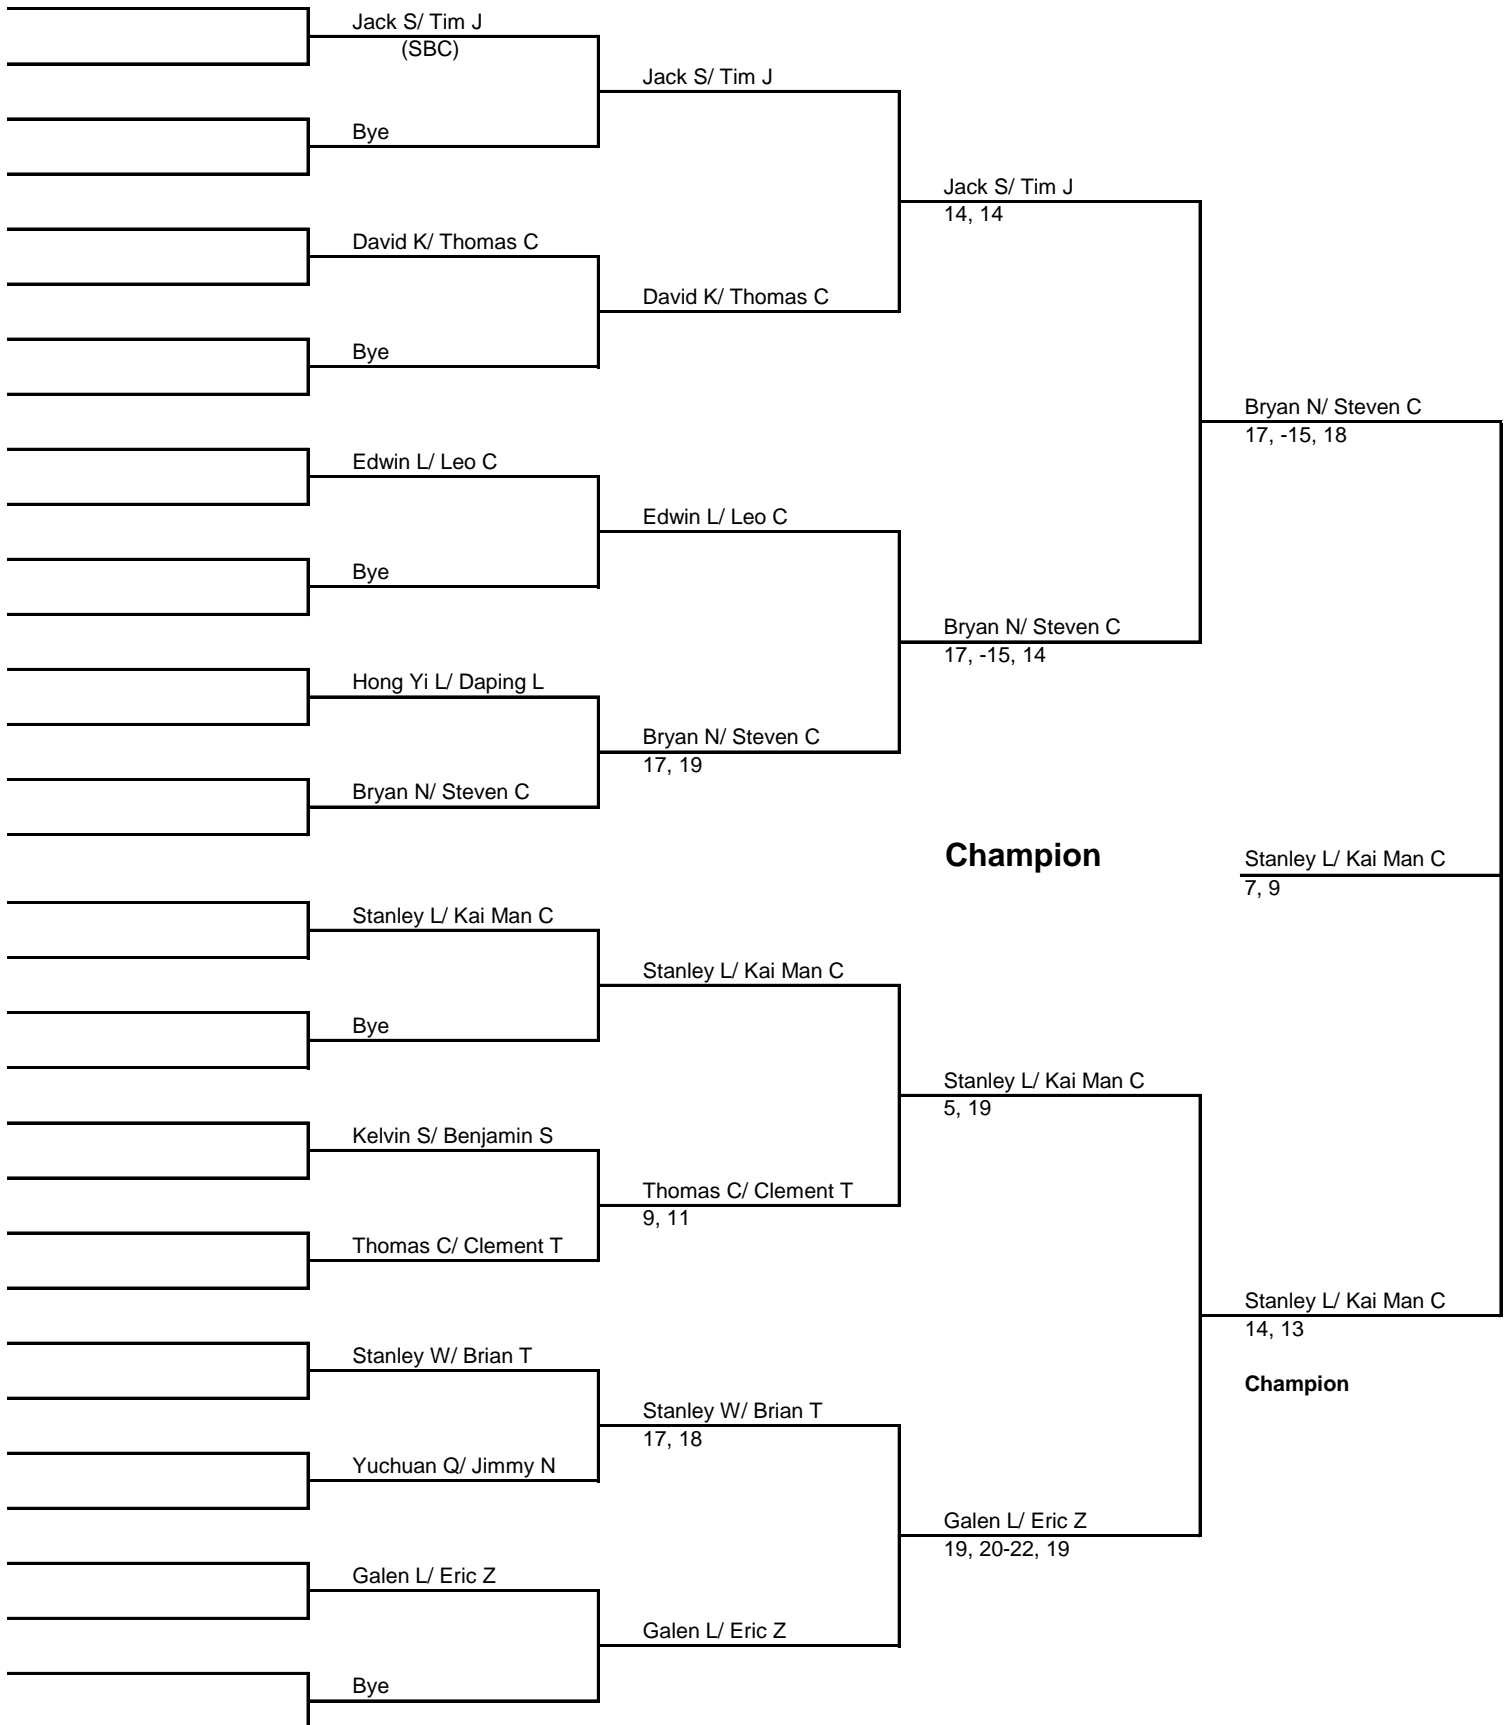 Jack S/ Tim J
(SBC)
Jack S/ Tim J
Bye
Jack S/ Tim J
14, 14
David K/ Thomas C
David K/ Thomas C
Bye
Bryan N/ Steven C
17, -15, 18
Edwin L/ Leo C
Edwin L/ Leo C
Bye
Bryan N/ Steven C
17, -15, 14
Hong Yi L/ Daping L
Bryan N/ Steven C
17, 19
Bryan N/ Steven C
Champion
Stanley L/ Kai Man C
7, 9
Stanley L/ Kai Man C
Stanley L/ Kai Man C
Bye
Stanley L/ Kai Man C
5, 19
Kelvin S/ Benjamin S
Thomas C/ Clement T
9, 11
Thomas C/ Clement T
Stanley L/ Kai Man C
14, 13
Stanley W/ Brian T
Champion
Stanley W/ Brian T
17, 18
Yuchuan Q/ Jimmy N
Galen L/ Eric Z
19, 20-22, 19
Galen L/ Eric Z
Galen L/ Eric Z
Bye